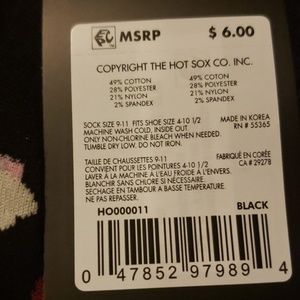 MSRP $ 6.00
COPYRIGHT THE HOT SOX CO. INC.
49% COTTON 49% COTTON
28% POLYESTER 28% POLYESTER
21% NYLON 21% NYLON
2% SPANDEX 2% SPANDEX
SOCK SIZE 9-11 FITS SHOE SIZE 4-10 1/2 MADE IN KOREA
MACHINE WASH COLD, INSIDE OUT. RN # 55365
ONLY NON-CHLORINE BLEACH WHEN NEEDED.
TUMBLE DRY LOW. DO NOT IRON.
TAILLE DE CHAUSSETTES 9-11 FABRIQUÉ EN CORÉE
CONVIENT POUR LES POINTURES 4-10 1/2 CA # 29278
LAVER À LA MACHINE À L'EAU FROIDE À L'ENVERS.
BLANCHIR SANS CHLORE SI NÉCESSAIRE.
SÉCHAGE EN TAMBOUR A BASSE TEMPERATURE.
NE PAS REPASSER.
HO000011 BLACK
0 47852 97989 4